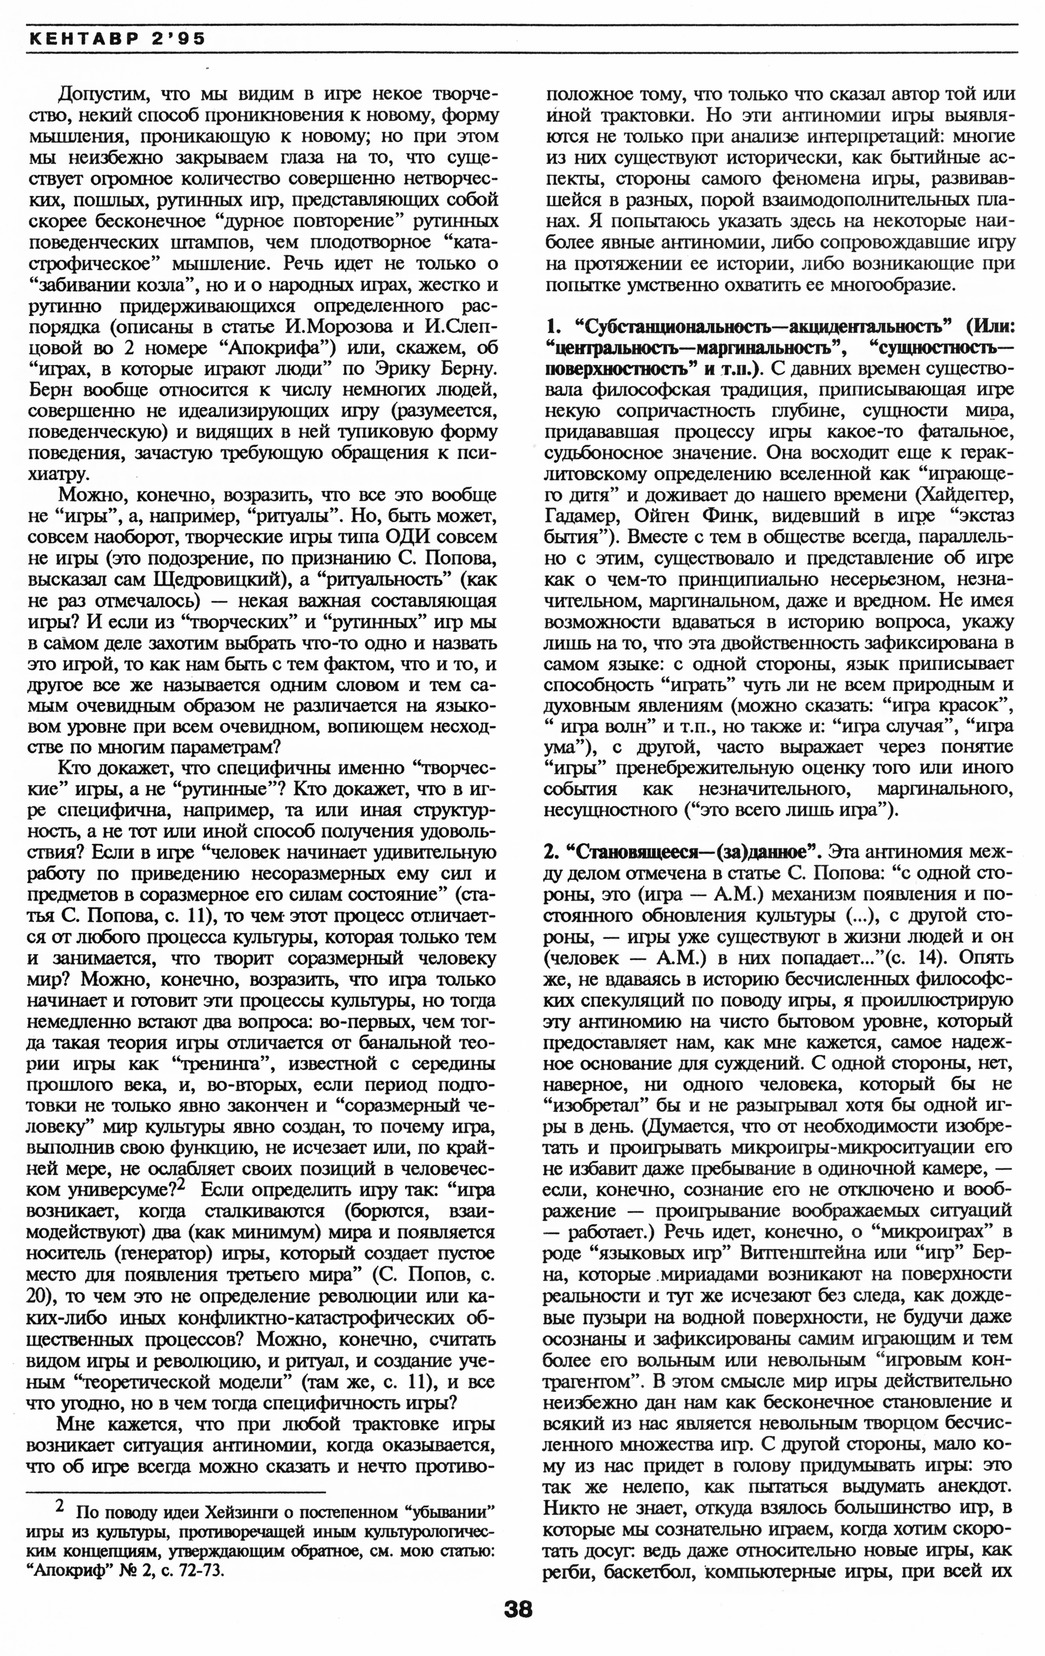 КЕНТАВР 2’95
Допустим, что мы видим в игре некое творче-
ство, некий способ проникновения к новому, форму
мышления, проникающую к новому; но при этом
мы неизбежно закрываем глаза на то, что суще-
ствует огромное количество совершенно нетворчес-
ких, пошлых, рутинных игр, представляющих собой
скорее бесконечное “дурное повторение” рутинных
поведенческих штампов, чем плодотворное “ката-
строфическое” мышление. Речь идет не только о
“забивании козла”, но и о народных играх, жестко и
рутинно придерживающихся определенного рас-
порядка (описаны в статье И.Морозова и И.Слеп-
цовой во 2 номере “Апокрифа”) или, скажем, об
“играх, в которые играют люди” по Эрику Берну.
Берн вообще относится к числу немногих людей,
совершенно не идеализирующих игру (разумеется,
поведенческую) и видящих в ней тупиковую форму
поведения, зачастую требующую обращения к пси-
хиатру.
Можно, конечно, возразить, что все это вообще
не “игры”, а, например, “ритуалы”. Но, быть может,
совсем наоборот, творческие игры типа ОДИ совсем
не игры (это подозрение, по признанию С. Попова,
высказал сам Щедровицкий), а “ритуальность” (как
не раз отмечалось) — некая важная составляющая
игры? И если из “творческих” и “рутинных” игр мы
в самом деле захотим выбрать что-то одно и назвать
это игрой, то как нам быть с тем фактом, что и то, и
другое все же называется одним словом и тем са-
мым очевидным образом не различается на языко-
вом уровне при всем очевидном, вопиющем несход-
стве по многим параметрам?
Кто докажет, что специфичны именно “творчес-
кие” игры, а не “рутинные”? Кто докажет, что в иг-
ре специфична, например, та или иная структур-
ность, а не тот или иной способ получения удоволь-
ствия? Если в игре “человек начинает удивительную
работу по приведению несоразмерных ему сил и
предметов в соразмерное его силам состояние” (ста-
тья С. Попова, с. 11), то чем этот процесс отличает-
ся от любого процесса культуры, которая только тем
и занимается, что творит соразмерный человеку
мир? Можно, конечно, возразить, что игра только
начинает и готовит эти процессы культуры, но тогда
немедленно встают два вопроса: во-первых, чем тог-
да такая теория игры отличается от банальной тео-
рии игры как “тренинга”, известной с середины
прошлого века, и, во-вторых, если период подго-
товки не только явно закончен и “соразмерный че-
ловеку” мир культуры явно создан, то почему игра,
выполнив свою функцию, не исчезает или, по край-
ней мере, не ослабляет своих позиций в человечес-
ком универсуме?2 Если определить игру так: “игра
возникает, когда сталкиваются (борются, взаи-
модействуют) два (как минимум) мира и появляется
носитель (генератор) игры, который создает пустое
место для появления третьего мира” (С. Попов, с.
20), то чем это не определение революции или ка-
ких-либо иных конфликтно-катастрофических об-
щественных процессов? Можно, конечно, считать
видом игры и революцию, и ритуал, и создание уче-
ным “теоретической модели” (там же, с. 11), и все
что угодно, но в чем тогда специфичность игры?
Мне кажется, что при любой трактовке игры
возникает ситуация антиномии, когда оказывается,
что об игре всегда можно сказать и нечто противо-
2 По поводу идеи Хейзинги о постепенном “убывании”
игры из культуры, противоречащей иным культурологичес-
ким концепциям, утверждающим обратное, см. мою статью:
“Апокриф” № 2, с. 72-73.
положное тому, что только что сказал автор той или
иной трактовки. Но эти антиномии игры выявля-
ются не только при анализе интерпретаций: многие
из них существуют исторически, как бытийные ас-
пекты, стороны самого феномена игры, развивав-
шейся в разных, порой взаимодополнительных пла-
нах. Я попытаюсь указать здесь на некоторые наи-
более явные антиномии, либо сопровождавшие игру
на протяжении ее истории, либо возникающие при
попытке умственно охватить ее многообразие.
1. “Субстанциональность—акцидентальность” (Или:
“центральность—маргинальность”, “сущностность—
поверхностность” и т.п.). С давних времен существо-
вала философская традиция, приписывающая игре
некую сопричастность глубине, сущности мира,
придававшая процессу игры какое-то фатальное,
судьбоносное значение. Она восходит еще к герак-
литовскому определению вселенной как “играюще-
го дитя” и доживает до нашего времени (Хайдеггер,
Гадамер, Ойген Финк, видевший в игре “экстаз
бытия”). Вместе с тем в обществе всегда, параллель-
но с этим, существовало и представление об игре
как о чем-то принципиально несерьезном, незна-
чительном, маргинальном, даже и вредном. Не имея
возможности вдаваться в историю вопроса, укажу
лишь на то, что эта двойственность зафиксирована в
самом языке: с одной стороны, язык приписывает
способность “играть” чуть ли не всем природным и
духовным явлениям (можно сказать: “игра красок”,
“ игра волн” и т.п., но также и: “игра случая”, “игра
ума”), с другой, часто выражает через понятие
“игры” пренебрежительную оценку того или иного
события как незначительного, маргинального,
несущностного (“это всего лишь игра”).
2. “Становящееся—(за)данное”. Эта антиномия меж-
ду делом отмечена в статье С. Попова: “с одной сто-
роны, это (игра — А.М.) механизм появления и по-
стоянного обновления культуры (...), с другой сто-
роны, — игры уже существуют в жизни людей и он
(человек — А.М.) в них попадает...”(с. 14). Опять
же, не вдаваясь в историю бесчисленных философс-
ких спекуляций по поводу игры, я проиллюстрирую
эту антиномию на чисто бытовом уровне, который
предоставляет нам, как мне кажется, самое надеж-
ное основание для суждений. С одной стороны, нет,
наверное, ни одного человека, который бы не
“изобретал” бы и не разыгрывал хотя бы одной иг-
ры в день. (Думается, что от необходимости изобре-
тать и проигрывать микроигры-микроситуации его
не избавит даже пребывание в одиночной камере, —
если, конечно, сознание его не отключено и вооб-
ражение — проигрывание воображаемых ситуаций
— работает.) Речь идет, конечно, о “микроиграх” в
роде “языковых игр” Виттгенштейна или “игр” Бер-
на, которые мириадами возникают на поверхности
реальности и тут же исчезают без следа, как дожде-
вые пузыри на водной поверхности, не будучи даже
осознаны и зафиксированы самим играющим и тем
более его вольным или невольным “игровым кон-
трагентом”. В этом смысле мир игры действительно
неизбежно дан нам как бесконечное становление и
всякий из нас является невольным творцом бесчис-
ленного множества игр. С другой стороны, мало ко-
му из нас придет в голову придумывать игры: это
так же нелепо, как пытаться выдумать анекдот.
Никто не знает, откуда взялось большинство игр, в
которые мы сознательно играем, когда хотим скоро-
тать досуг: ведь даже относительно новые игры, как
регби, баскетбол, компьютерные игры, при всей их
38